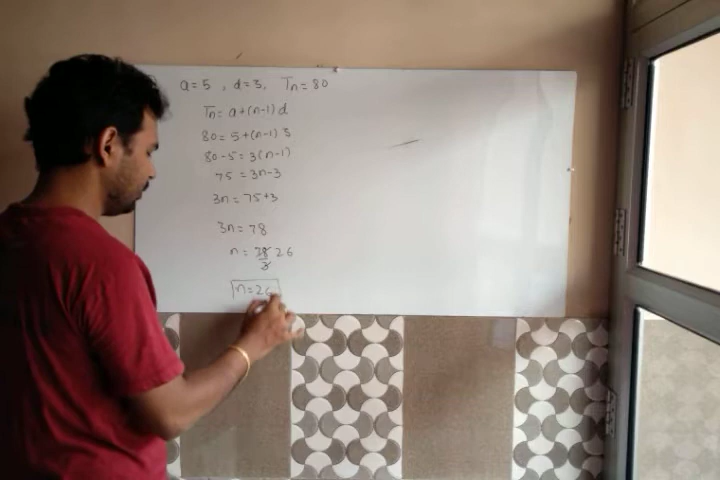 a=5 , d=3, Tn=80
Tn= a+(n-1) d
80= 5+(n-1) 3
80-5= 3(n-1)
75 = 3n-3
3n= 75+3
3n= 78
n= 78/3 26
n=26